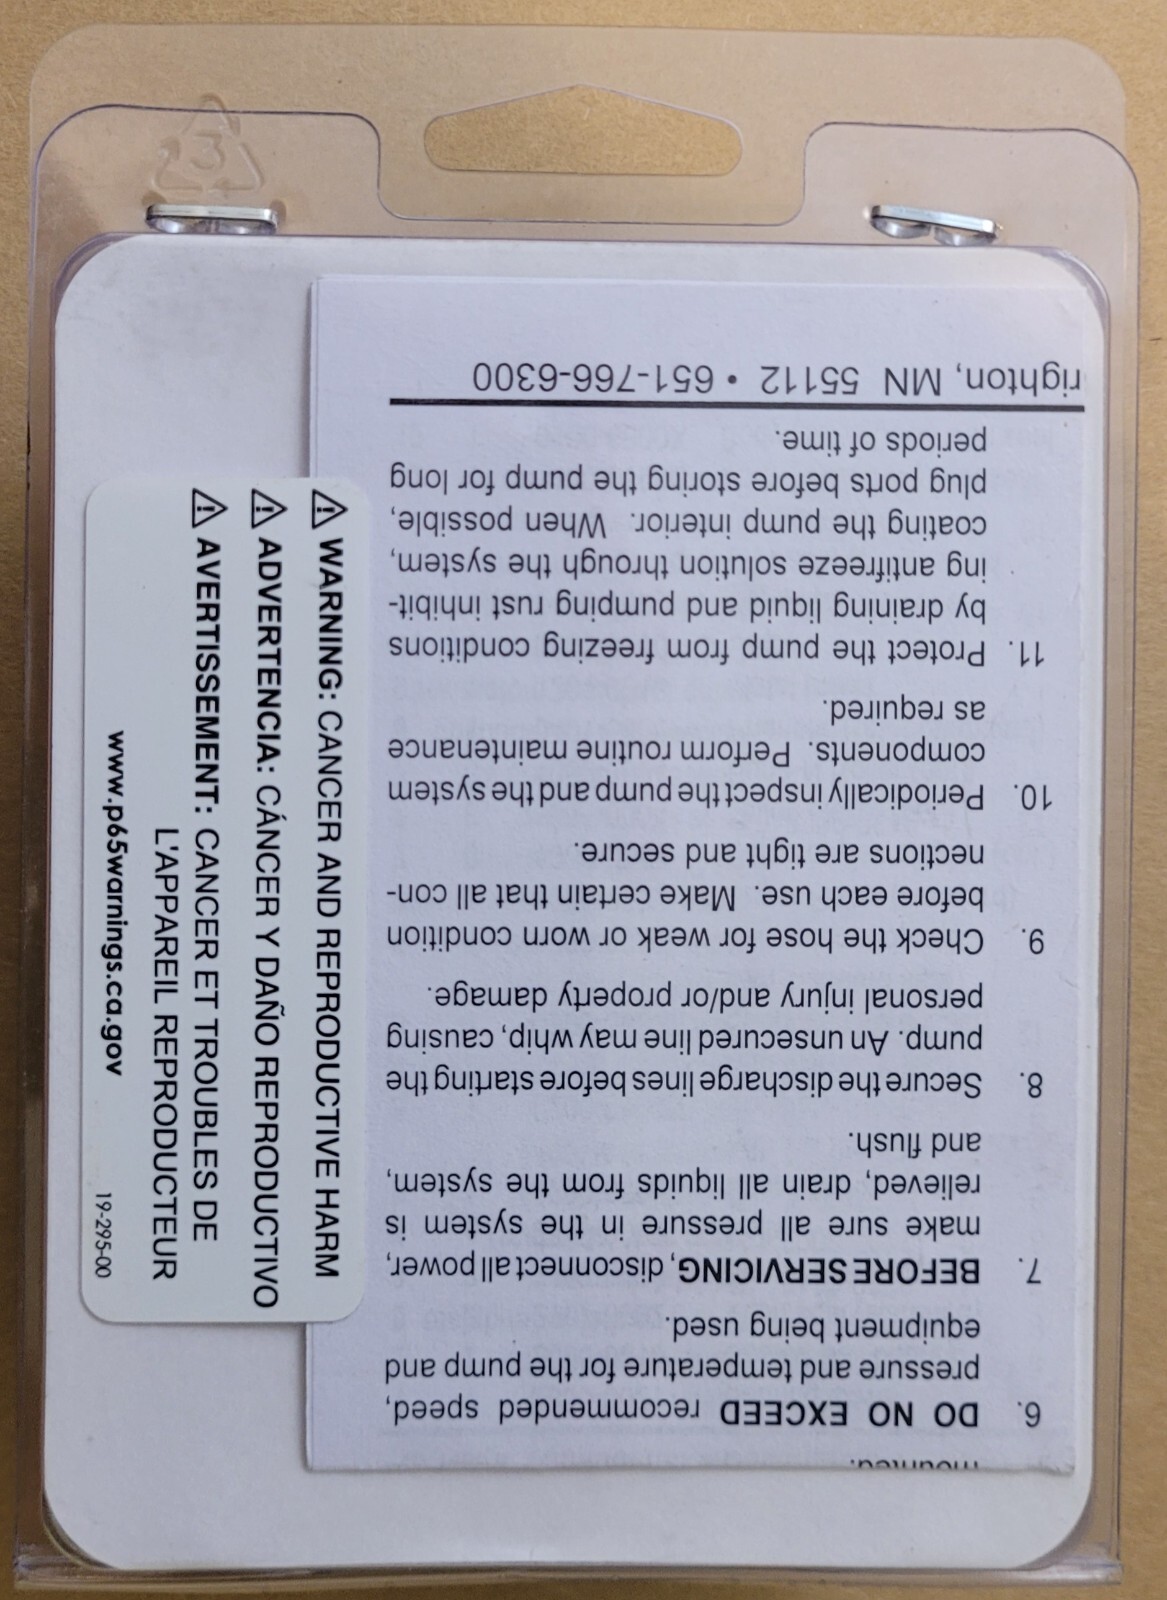 mounted.
6. DO NO EXCEED recommended speed,
pressure and temperature for the pump and
equipment being used.
7. BEFORE SERVICING, disconnect all power,
make sure all pressure in the system is
relieved, drain all liquids from the system,
and flush.
8. Secure the discharge lines before starting the
pump. An unsecured line may whip, causing
personal injury and/or property damage.
9. Check the hose for weak or worn condition
before each use. Make certain that all con-
nections are tight and secure.
10. Periodically inspect the pump and the system
components. Perform routine maintenance
as required.
11. Protect the pump from freezing conditions
by draining liquid and pumping rust inhibit-
ing antifreeze solution through the system,
coating the pump interior. When possible,
plug ports before storing the pump for long
periods of time.
righton, MN 55112 • 651-766-6300
⚠ WARNING: CANCER AND REPRODUCTIVE HARM
⚠ ADVERTENCIA: CÁNCER Y DAÑO REPRODUCTIVO
⚠ AVERTISSEMENT: CANCER ET TROUBLES DE
L'APPAREIL REPRODUCTEUR
www.p65warnings.ca.gov
19-295-00
3